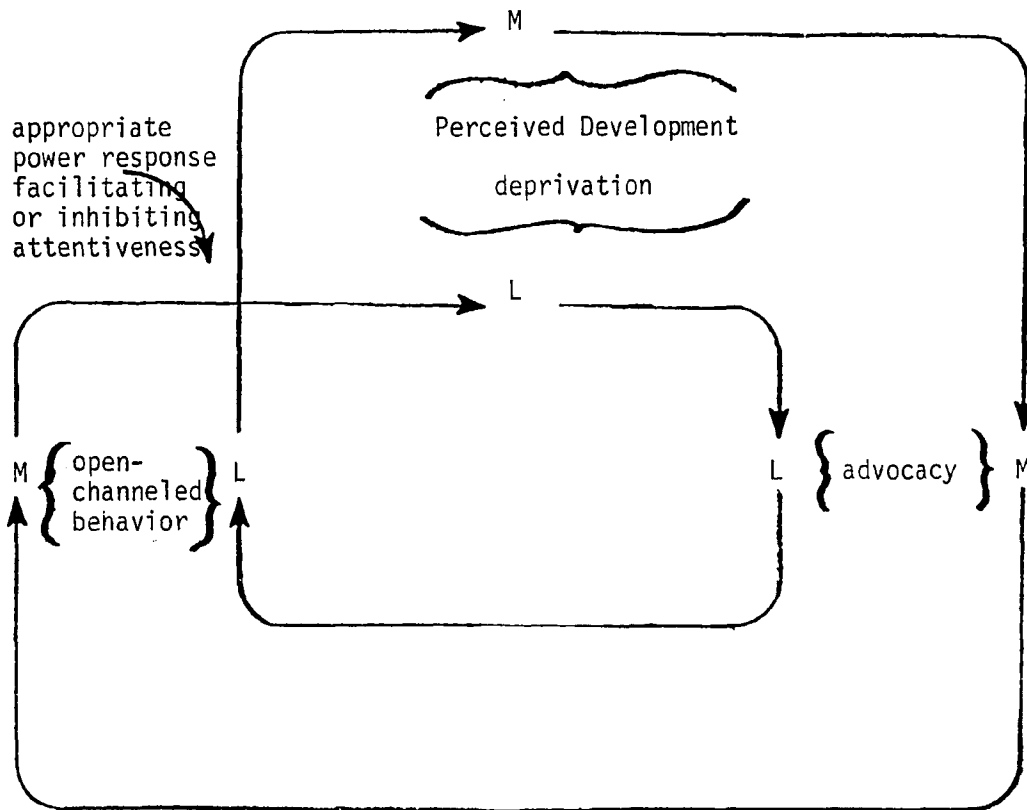 M
appropriate
power response
facilitating
or inhibiting
attentiveness
Perceived Development
deprivation
L
M
open-
channeled
behavior
L
L
advocacy
M